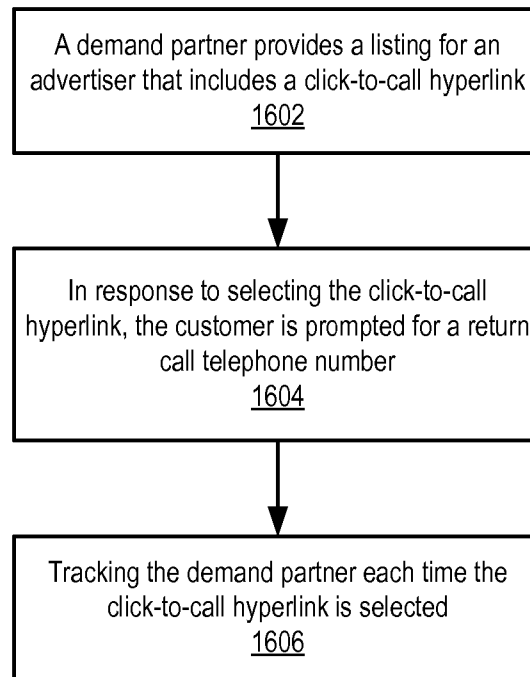 A demand partner provides a listing for an
advertiser that includes a click-to-call hyperlink
1602
In response to selecting the click-to-call
hyperlink, the customer is prompted for a return
call telephone number
1604
Tracking the demand partner each time the
click-to-call hyperlink is selected
1606